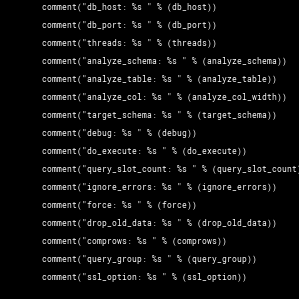 comment("db_host: %s " % (db_host))
comment("db_port: %s " % (db_port))
comment("threads: %s " % (threads))
comment("analyze_schema: %s " % (analyze_schema))
comment("analyze_table: %s " % (analyze_table))
comment("analyze_col: %s " % (analyze_col_width))
comment("target_schema: %s " % (target_schema))
comment("debug: %s " % (debug))
comment("do_execute: %s " % (do_execute))
comment("query_slot_count: %s " % (query_slot_count
comment("ignore_errors: %s " % (ignore_errors))
comment("force: %s " % (force))
comment("drop_old_data: %s " % (drop_old_data))
comment("comprows: %s " % (comprows))
comment("query_group: %s " % (query_group))
comment("ssl_option: %s " % (ssl_option))